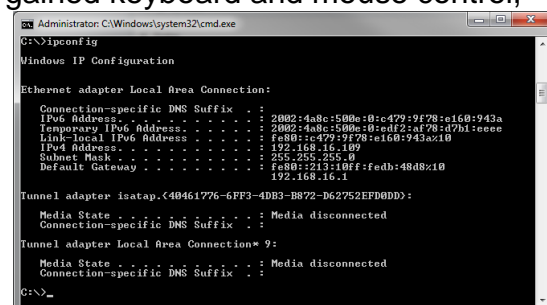 gained keyboard and mouse control,
Administrator: C:\Windows\system32\cmd.exe
C:\>ipconfig
Windows IP Configuration
Ethernet adapter Local Area Connection:
Connection-specific DNS Suffix . :
IPv6 Address. . . . . . . . . . . : 2002:4a8c:500e:0:c479:9f78:e160:943a
Temporary IPv6 Address. . . . . . : 2002:4a8c:500e:0:edf2:af78:d7b1:eeee
Link-local IPv6 Address . . . . . : fe80::c479:9f78:e160:943a%10
IPv4 Address. . . . . . . . . . . : 192.168.16.109
Subnet Mask . . . . . . . . . . . : 255.255.255.0
Default Gateway . . . . . . . . . : fe80::213:10ff:fedb:48d8%10
192.168.16.1
Tunnel adapter isatap.{40461776-6FF3-4DB3-B872-D62752EFD0DD}:
Media State . . . . . . . . . . . : Media disconnected
Connection-specific DNS Suffix . :
Tunnel adapter Local Area Connection* 9:
Media State . . . . . . . . . . . : Media disconnected
Connection-specific DNS Suffix . :
C:\>_